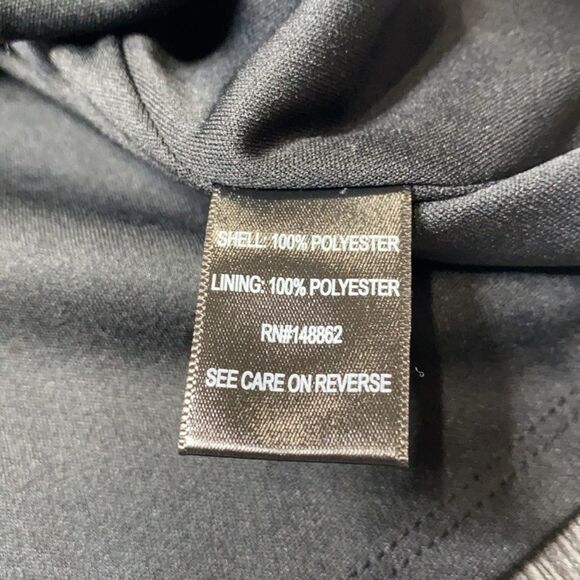 SHELL: 100% POLYESTER
LINING: 100% POLYESTER
RN#148862
SEE CARE ON REVERSE